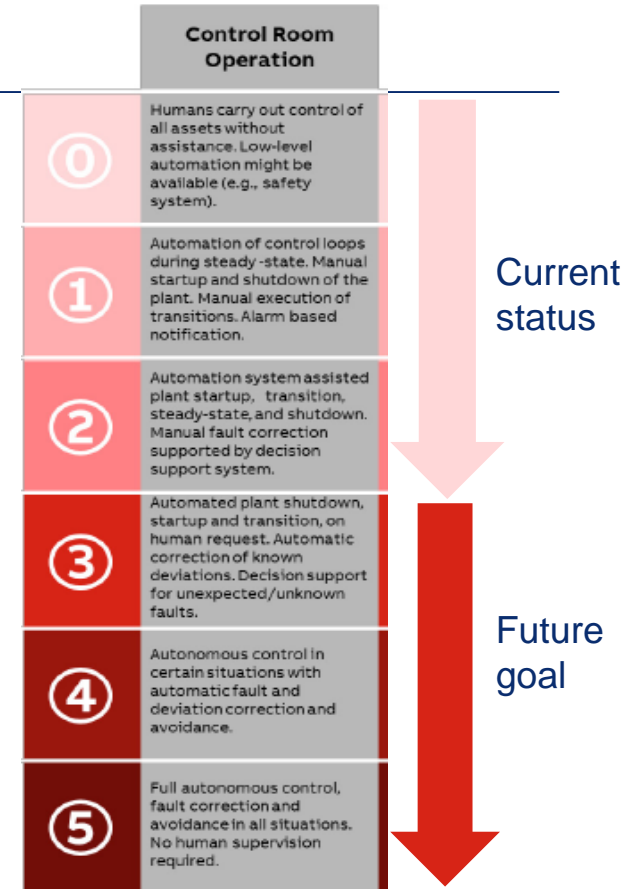 Control Room
Operation
0
Humans carry out control of
all assets without
assistance. Low-level
automation might be
available (e.g., safety
system).
1
Automation of control loops
during steady -state. Manual
startup and shutdown of the
plant. Manual execution of
transitions. Alarm based
notification.
Current
status
2
Automation system assisted
plant startup, transition,
steady-state, and shutdown.
Manual fault correction
supported by decision
support system.
3
Automated plant shutdown,
startup and transition, on
human request. Automatic
correction of known
deviations. Decision support
for unexpected/unknown
faults.
4
Autonomous control in
certain situations with
automatic fault and
deviation correction and
avoidance.
Future
goal
5
Full autonomous control,
fault correction and
avoidance in all situations.
No human supervision
required.